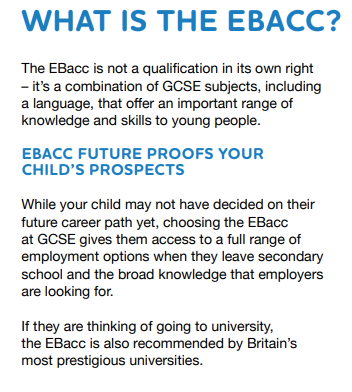 WHAT IS THE EBACC?
The EBacc is not a qualification in its own right
– it's a combination of GCSE subjects, including
a language, that offer an important range of
knowledge and skills to young people.
EBACC FUTURE PROOFS YOUR
CHILD'S PROSPECTS
While your child may not have decided on their
future career path yet, choosing the EBacc
at GCSE gives them access to a full range of
employment options when they leave secondary
school and the broad knowledge that employers
are looking for.
If they are thinking of going to university,
the EBacc is also recommended by Britain's
most prestigious universities.